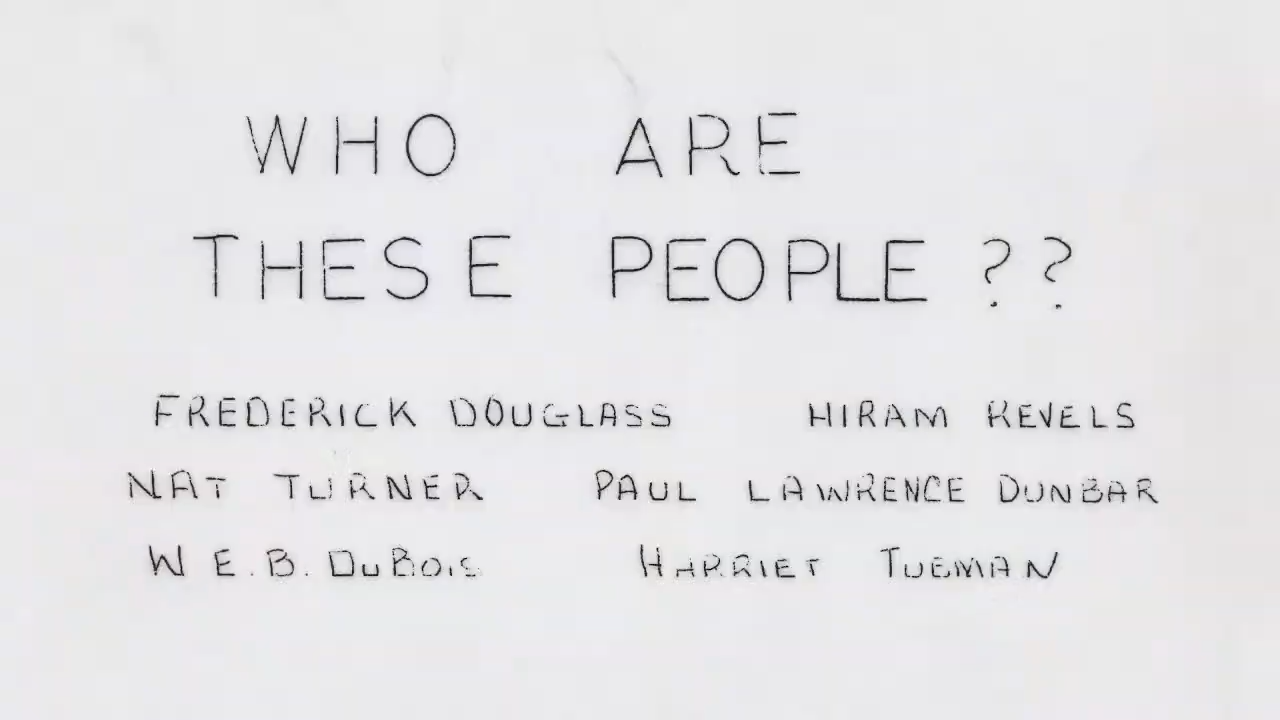 WHO ARE
THESE PEOPLE ??
FREDERICK DOUGLASS HIRAM REVELS
NAT TURNER PAUL LAWRENCE DUNBAR
W E.B. DuBois HARRIET TUBMAN